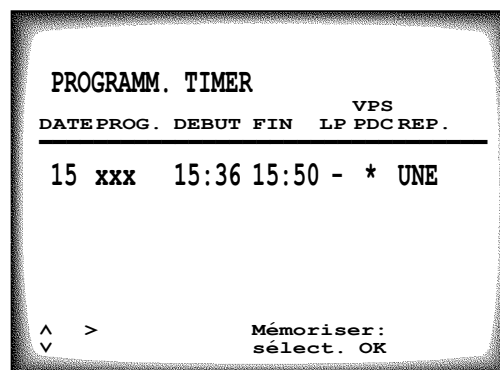 PROGRAMM. TIMER
VPS
DATE PROG. DEBUT FIN LP PDC REP.
15 xxx 15:36 15:50 - * UNE
^ > Mémoriser:
v sélect. OK